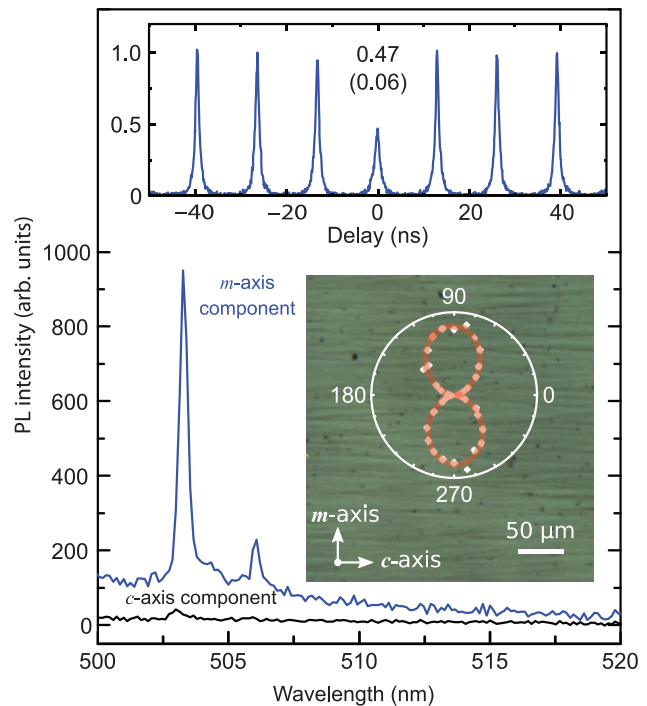 1.0
0.5
0
0.47
(0.06)
−40
−20
0
20
40
Delay (ns)
PL intensity (arb. units)
1000
800
600
400
200
0
m-axis
component
c-axis component
90
180
0
270
m-axis
c-axis
50 μm
500
505
510
515
520
Wavelength (nm)